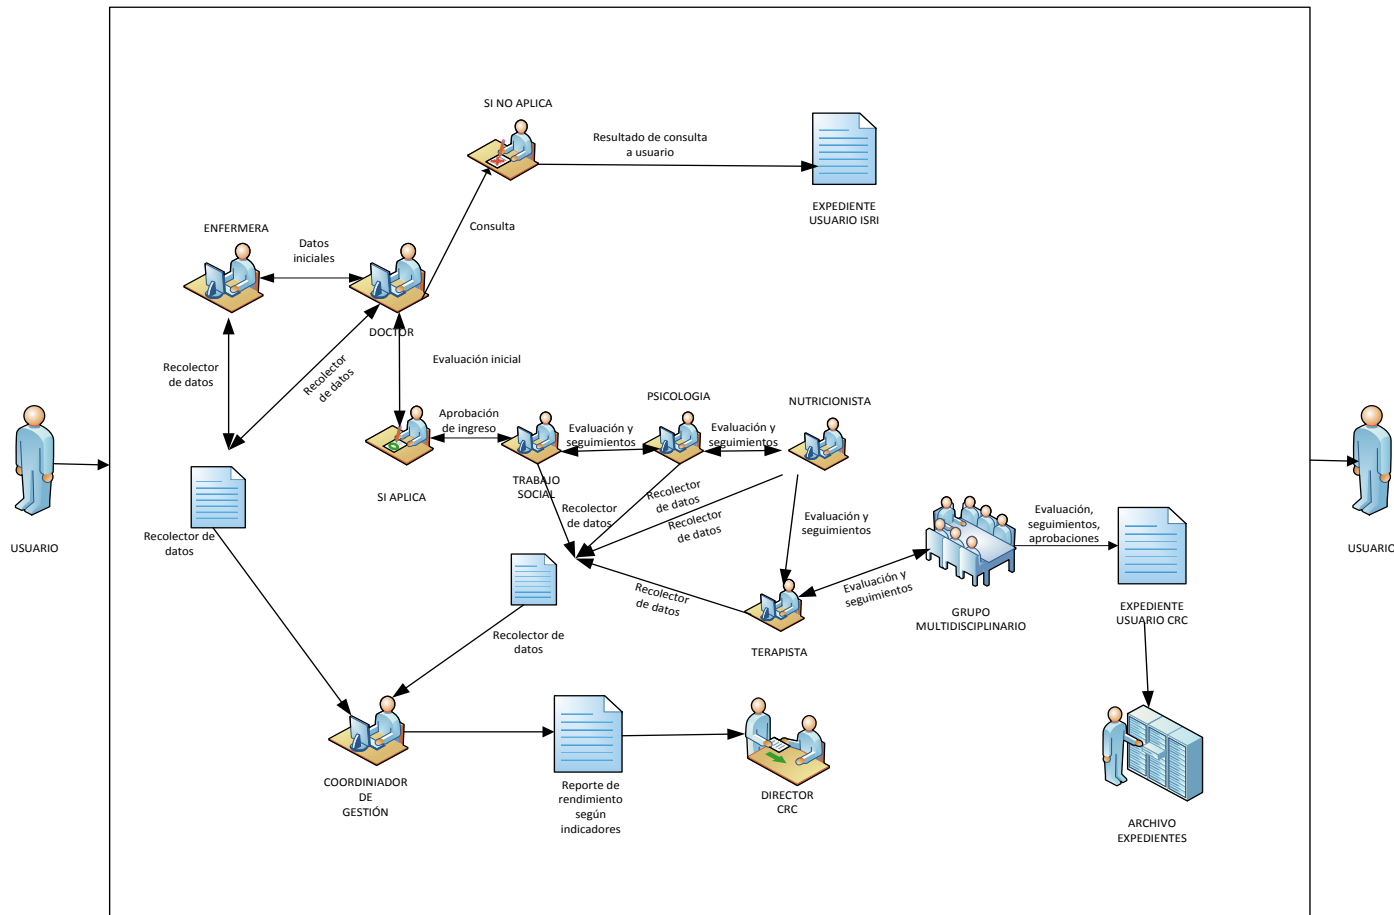 SI NO APLICA
Resultado de consulta
a usuario
EXPEDIENTE
USUARIO ISRI
ENFERMERA
Datos
iniciales
Consulta
DOCTOR
Recolector
de datos
Recolector
de datos
Evaluación inicial
PSICOLOGIA
NUTRICIONISTA
Aprobación
de ingreso
Evaluación y
seguimientos
Evaluación y
seguimientos
SI APLICA
TRABAJO
SOCIAL
Recolector
de datos
Recolector
de datos
Recolector
de datos
Evaluación y
seguimientos
Evaluación,
seguimientos,
aprobaciones
USUARIO
USUARIO
Recolector de
datos
Recolector
de datos
Evaluación y
seguimientos
GRUPO
MULTIDISCIPLINARIO
EXPEDIENTE
USUARIO CRC
Recolector de
datos
TERAPISTA
COORDINIADOR
DE
GESTIÓN
Reporte de
rendimiento
según
indicadores
DIRECTOR
CRC
ARCHIVO
EXPEDIENTES